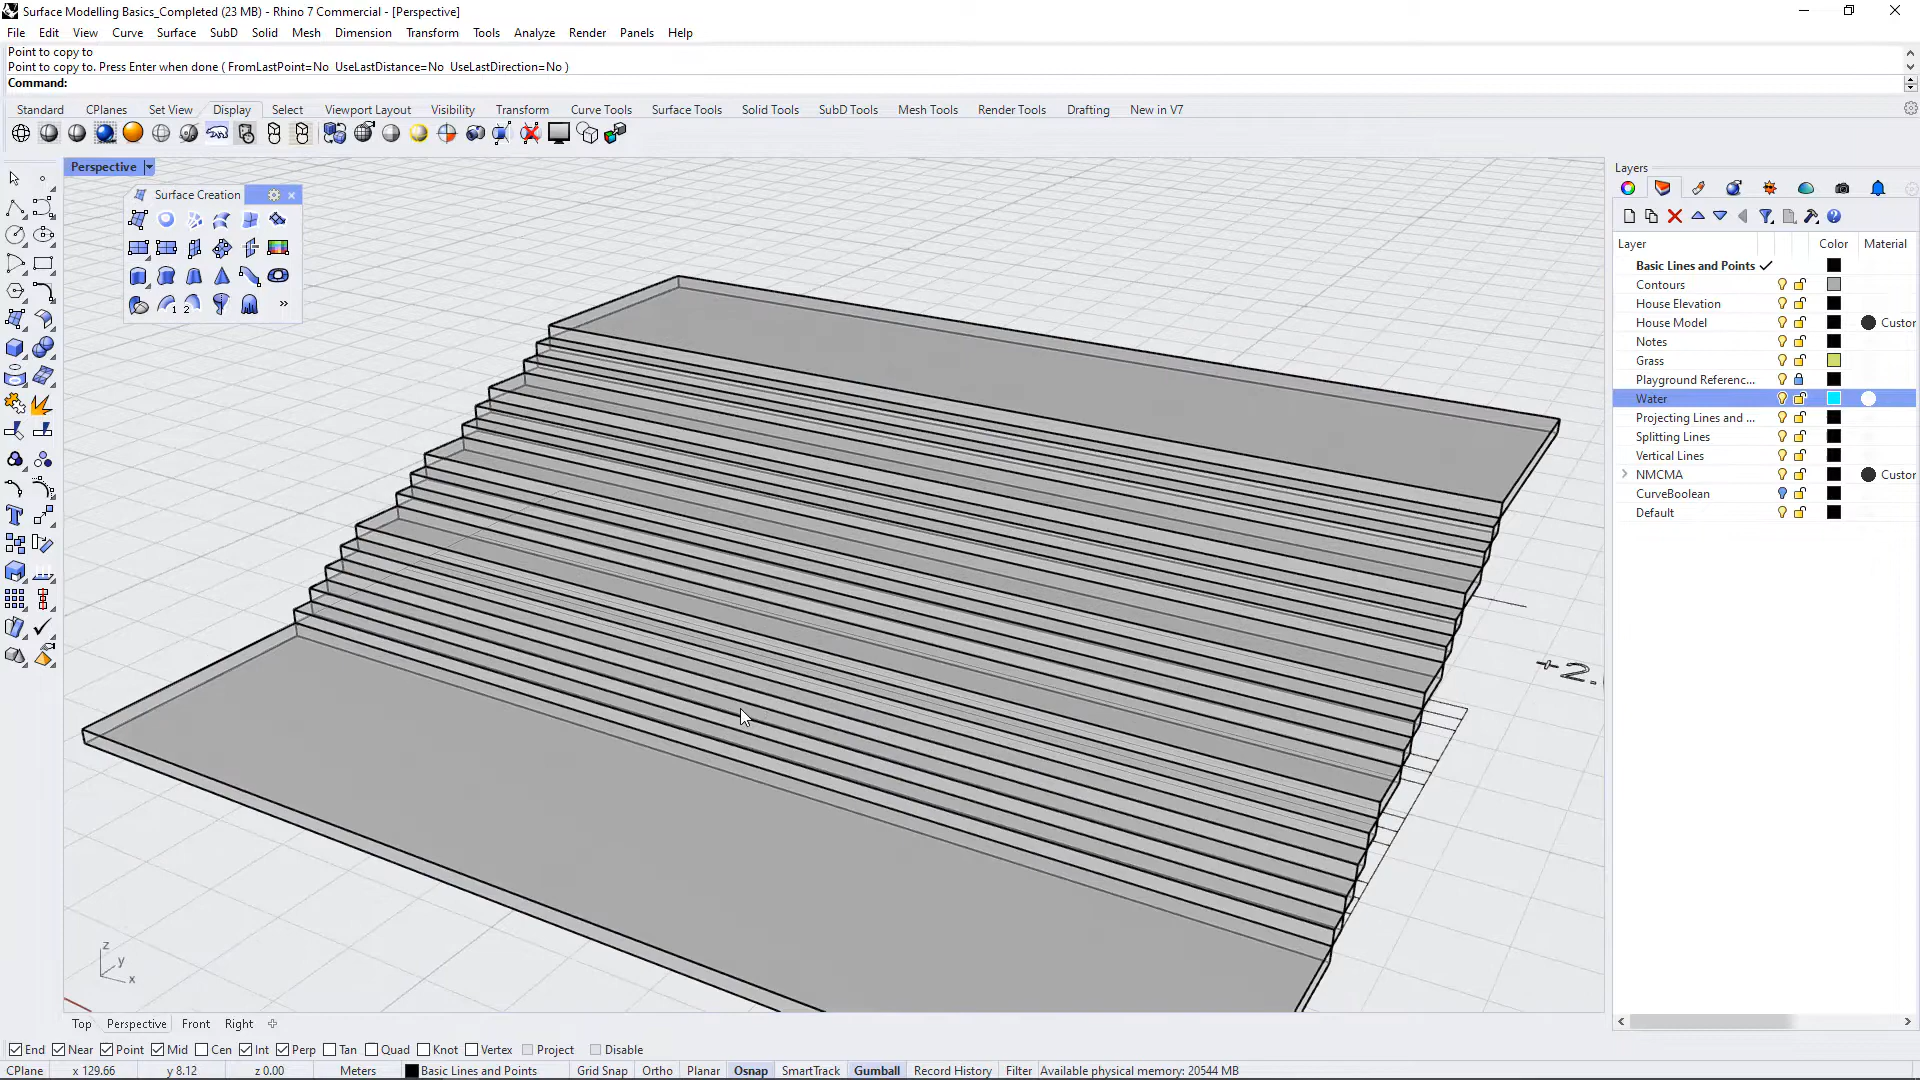 Surface Modelling Basics_Completed (23 MB) - Rhino 7 Commercial - [Perspective]
File Edit View Curve Surface SubD Solid Mesh Dimension Transform Tools Analyze Render Panels Help
Point to copy to
Point to copy to. Press Enter when done ( FromLastPoint=No UseLastDistance=No UseLastDirection=No )
Command:
Standard CPlanes Set View Display Select Viewport Layout Visibility Transform Curve Tools Surface Tools Solid Tools SubD Tools Mesh Tools Render Tools Drafting New in V7
Perspective
Surface Creation
1 2 »
Layers
Layer Color Material
Basic Lines and Points
Contours
House Elevation
House Model Custor
Notes
Grass
Playground Referenc...
Water
Projecting Lines and ...
Splitting Lines
Vertical Lines
NMCMA Custor
CurveBoolean
Default
+2.
z
y
x
Top Perspective Front Right
End Near Point Mid Cen Int Perp Tan Quad Knot Vertex Project Disable
CPlane x 129.66 y 8.12 z 0.00 Meters Basic Lines and Points Grid Snap Ortho Planar Osnap SmartTrack Gumball Record History Filter Available physical memory: 20544 MB